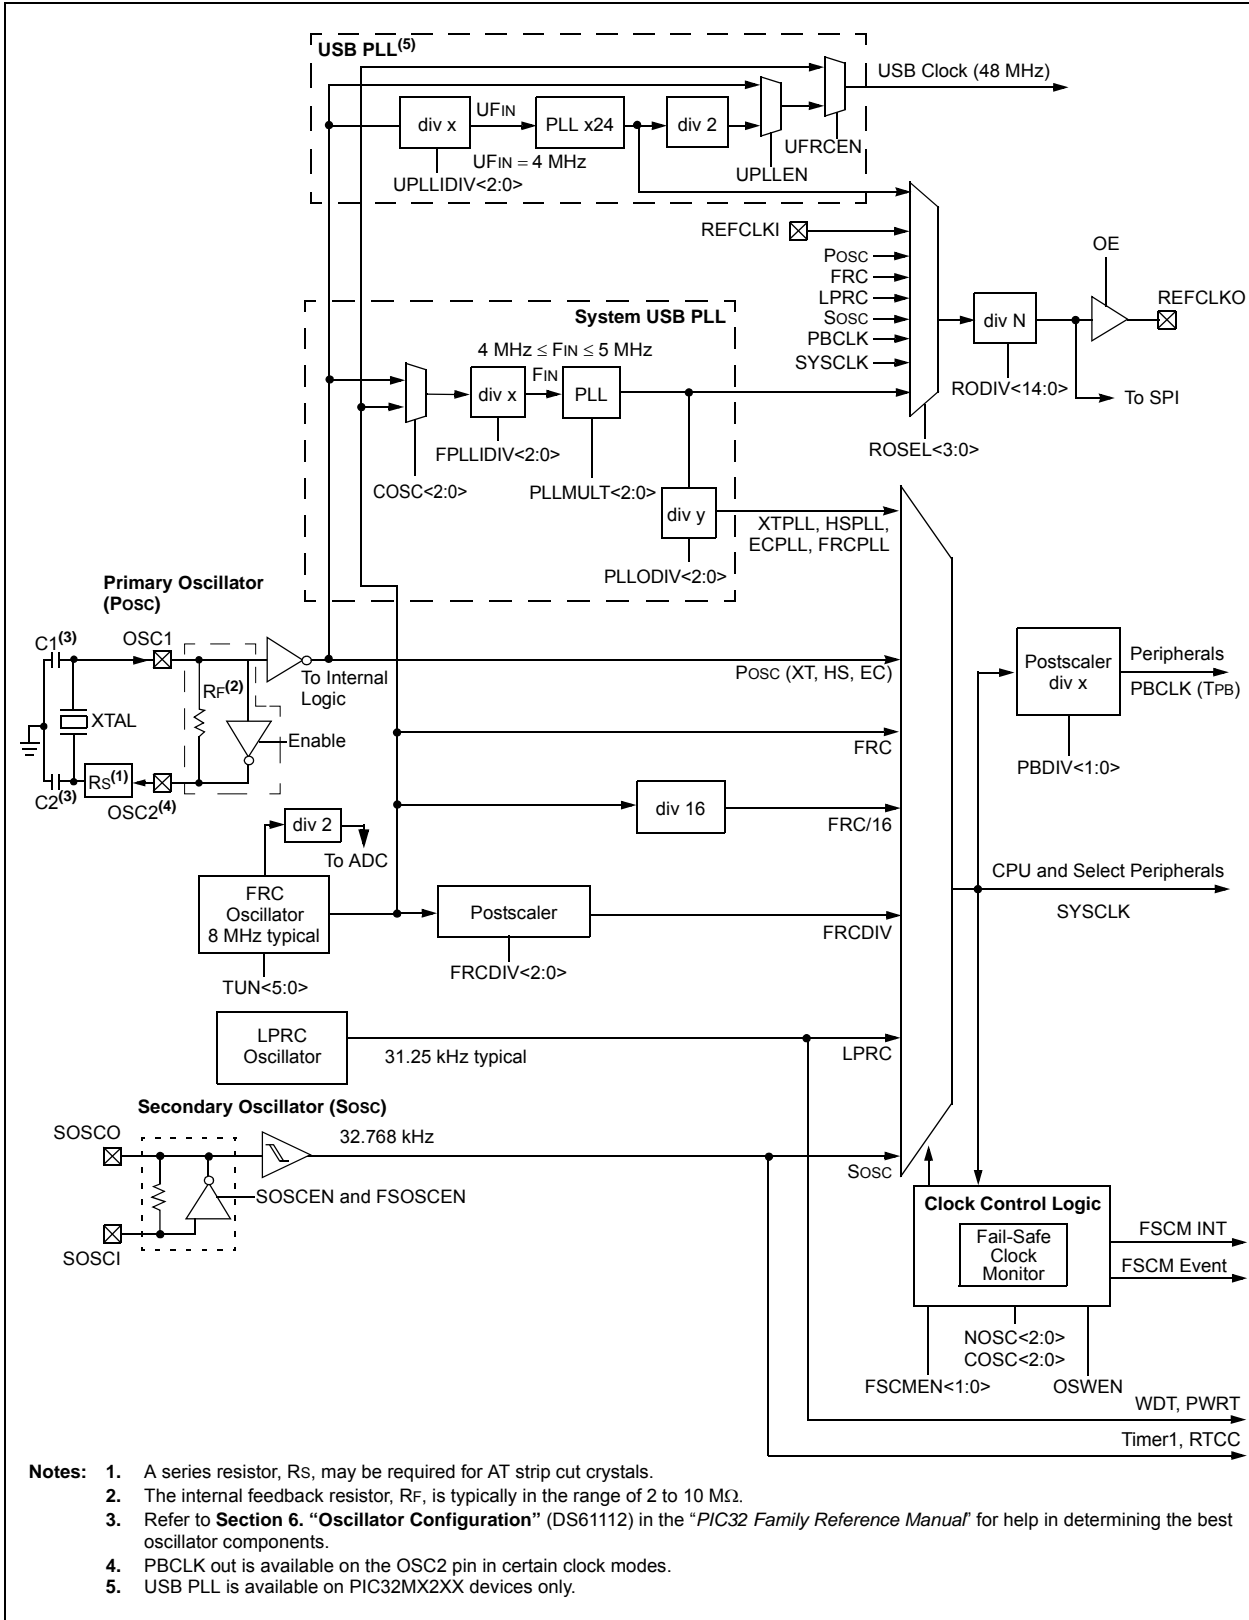 USB PLL(5)
USB Clock (48 MHz)
div x
UFIN
PLL x24
div 2
UFIN = 4 MHz
UFRCEN
UPLLEN
UPLLIDIV<2:0>
REFCLKI
POSC
FRC
LPRC
SOSC
PBCLK
SYSCLK
OE
REFCLKO
div N
RODIV<14:0>
To SPI
ROSEL<3:0>
System USB PLL
4 MHz ≤ FIN ≤ 5 MHz
FIN
div x
PLL
FPLLIDIV<2:0>
COSC<2:0>
PLLMULT<2:0>
div y
XTPLL, HSPLL,
ECPLL, FRCPLL
PLLODIV<2:0>
Primary Oscillator
(POSC)
C1(3)
OSC1
RF(2)
To Internal
Logic
XTAL
Enable
RS(1)
C2(3)
OSC2(4)
POSC (XT, HS, EC)
Postscaler
div x
Peripherals
PBCLK (TPB)
PBDIV<1:0>
FRC
div 16
FRC/16
div 2
To ADC
FRC
Oscillator
8 MHz typical
TUN<5:0>
Postscaler
FRCDIV
FRCDIV<2:0>
CPU and Select Peripherals
SYSCLK
LPRC
Oscillator
31.25 kHz typical
LPRC
Secondary Oscillator (SOSC)
SOSCO
32.768 kHz
SOSC
SOSCEN and FSOSCEN
SOSCI
Clock Control Logic
Fail-Safe
Clock
Monitor
FSCM INT
FSCM Event
NOSC<2:0>
COSC<2:0>
FSCMEN<1:0>
OSWEN
WDT, PWRT
Timer1, RTCC
Notes: 1. A series resistor, RS, may be required for AT strip cut crystals.
2. The internal feedback resistor, RF, is typically in the range of 2 to 10 MΩ.
3. Refer to Section 6. “Oscillator Configuration” (DS61112) in the “PIC32 Family Reference Manual” for help in determining the best
oscillator components.
4. PBCLK out is available on the OSC2 pin in certain clock modes.
5. USB PLL is available on PIC32MX2XX devices only.